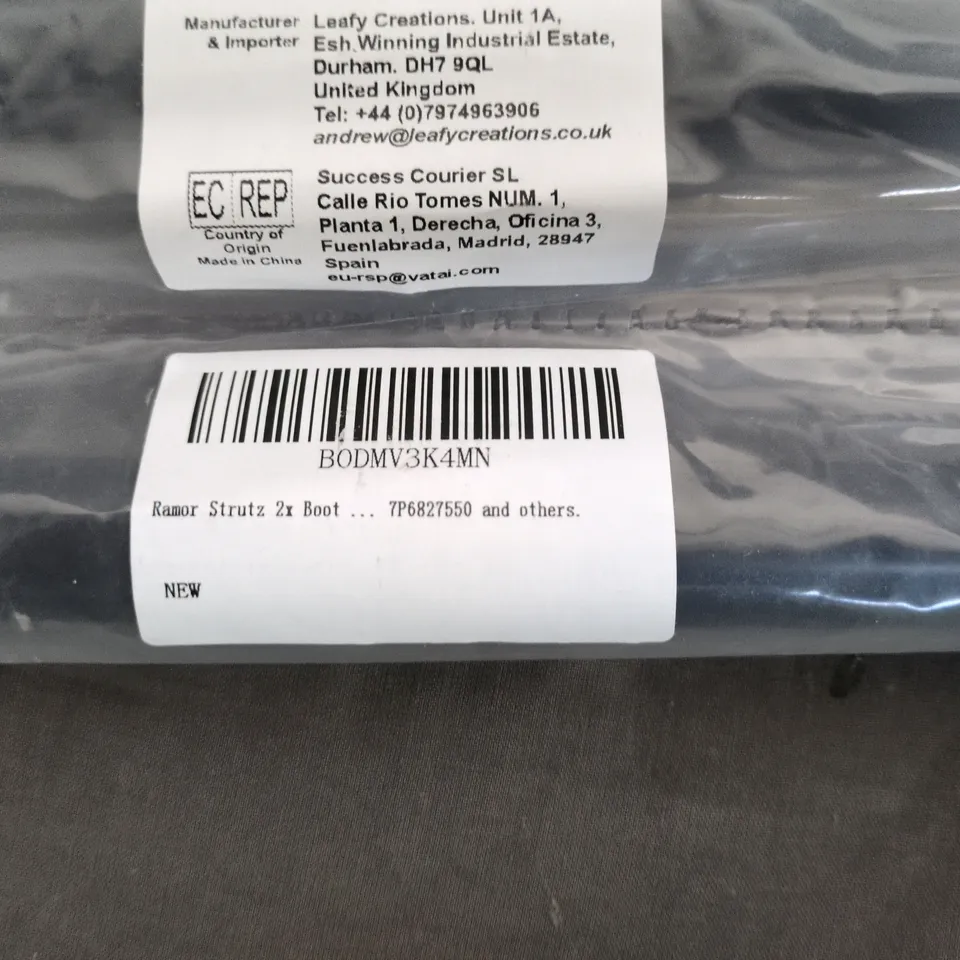 Manufacturer & Importer
Leafy Creations. Unit 1A,
Esh Winning Industrial Estate,
Durham. DH7 9QL
United Kingdom
Tel: +44 (0)7974963906
andrew@leafycreations.co.uk
EC REP
Country of
Origin
Made in China
Success Courier SL
Calle Rio Tormes NUM. 1,
Planta 1, Derecha, Oficina 3,
Fuenlabrada, Madrid, 28947
Spain
eu-rsp@vatai.com
B0DMV3K4MN
Ramor Strutz 2x Boot ... 7P6827550 and others.
NEW